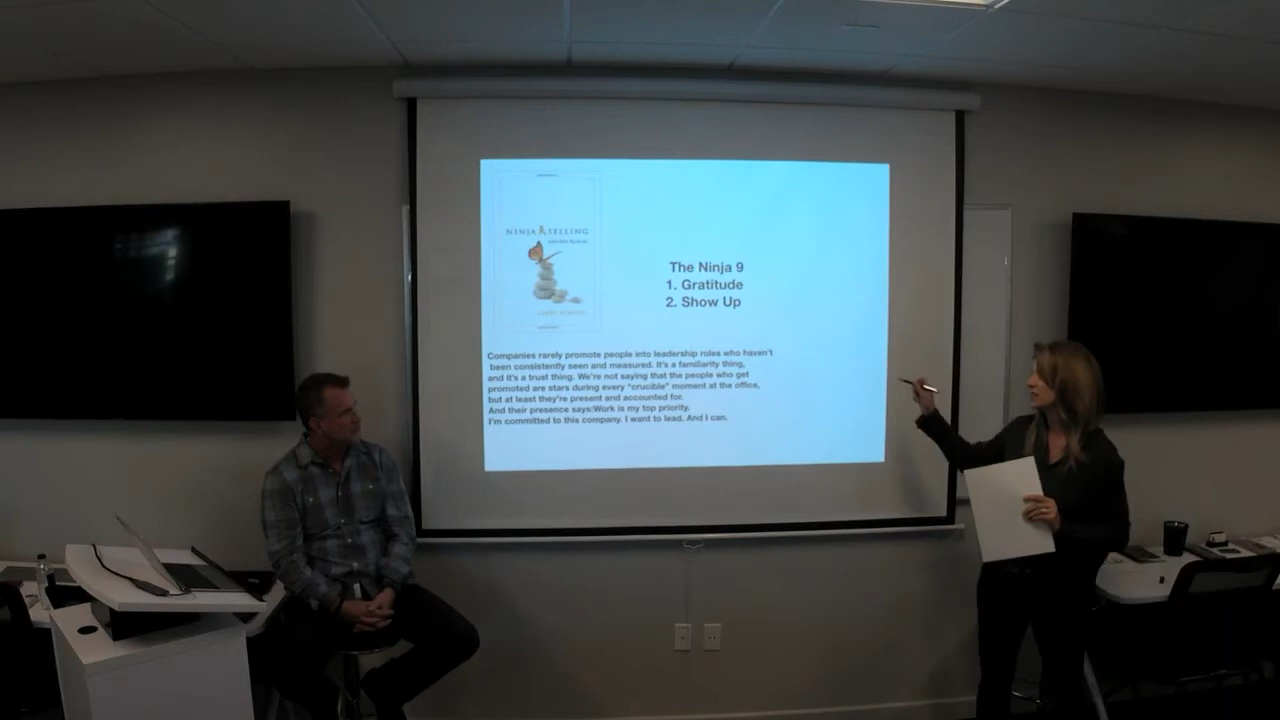 NINJA SELLING
The Ninja 9
1. Gratitude
2. Show Up
Companies rarely promote people into leadership roles who haven't
been consistently seen and measured. It's a familiarity thing,
and it's a trust thing. We're not saying that the people who get
promoted are stars during every “crucible” moment at the office,
but at least they're present and accounted for.
And their presence says:Work is my top priority.
I'm committed to this company. I want to lead. And I can.